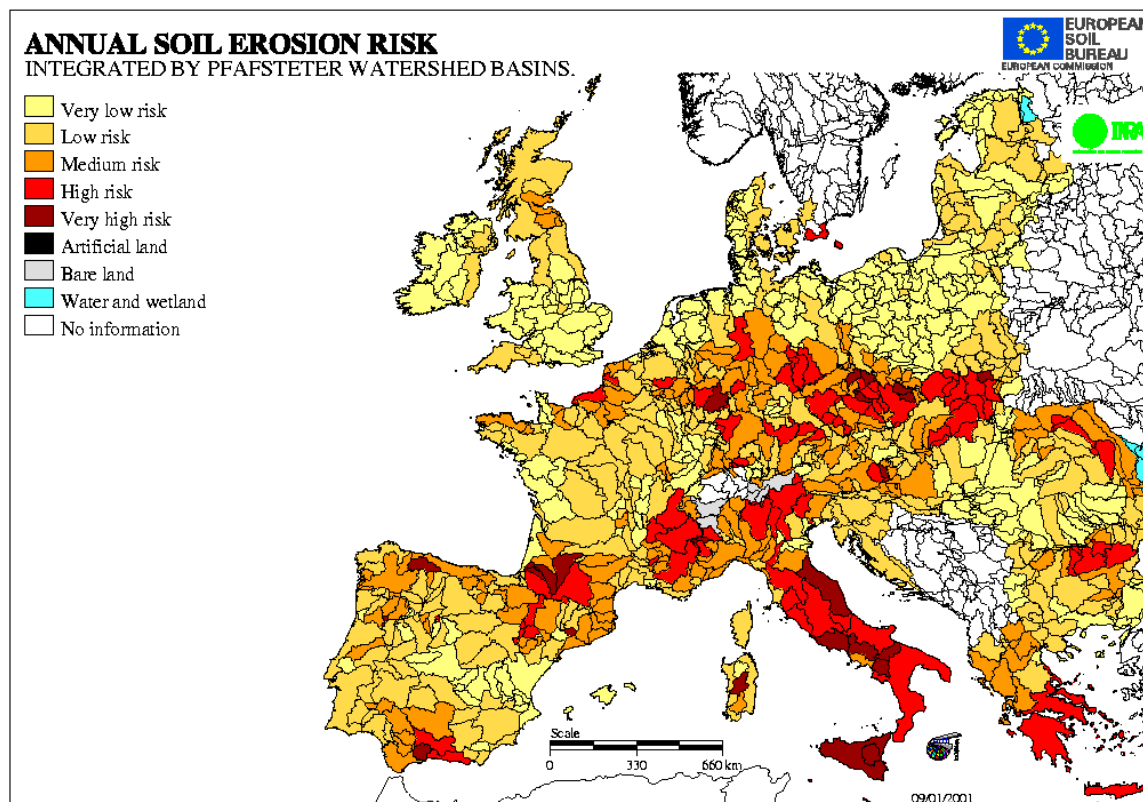 ANNUAL SOIL EROSION RISK
INTEGRATED BY PFAFSTETER WATERSHED BASINS.
EUROPEAN
SOIL
BUREAU
EUROPEAN COMMISSION
Very low risk
Low risk
Medium risk
High risk
Very high risk
Artificial land
Bare land
Water and wetland
No information
INRA
Scale
0 330 660 km
09/01/2001